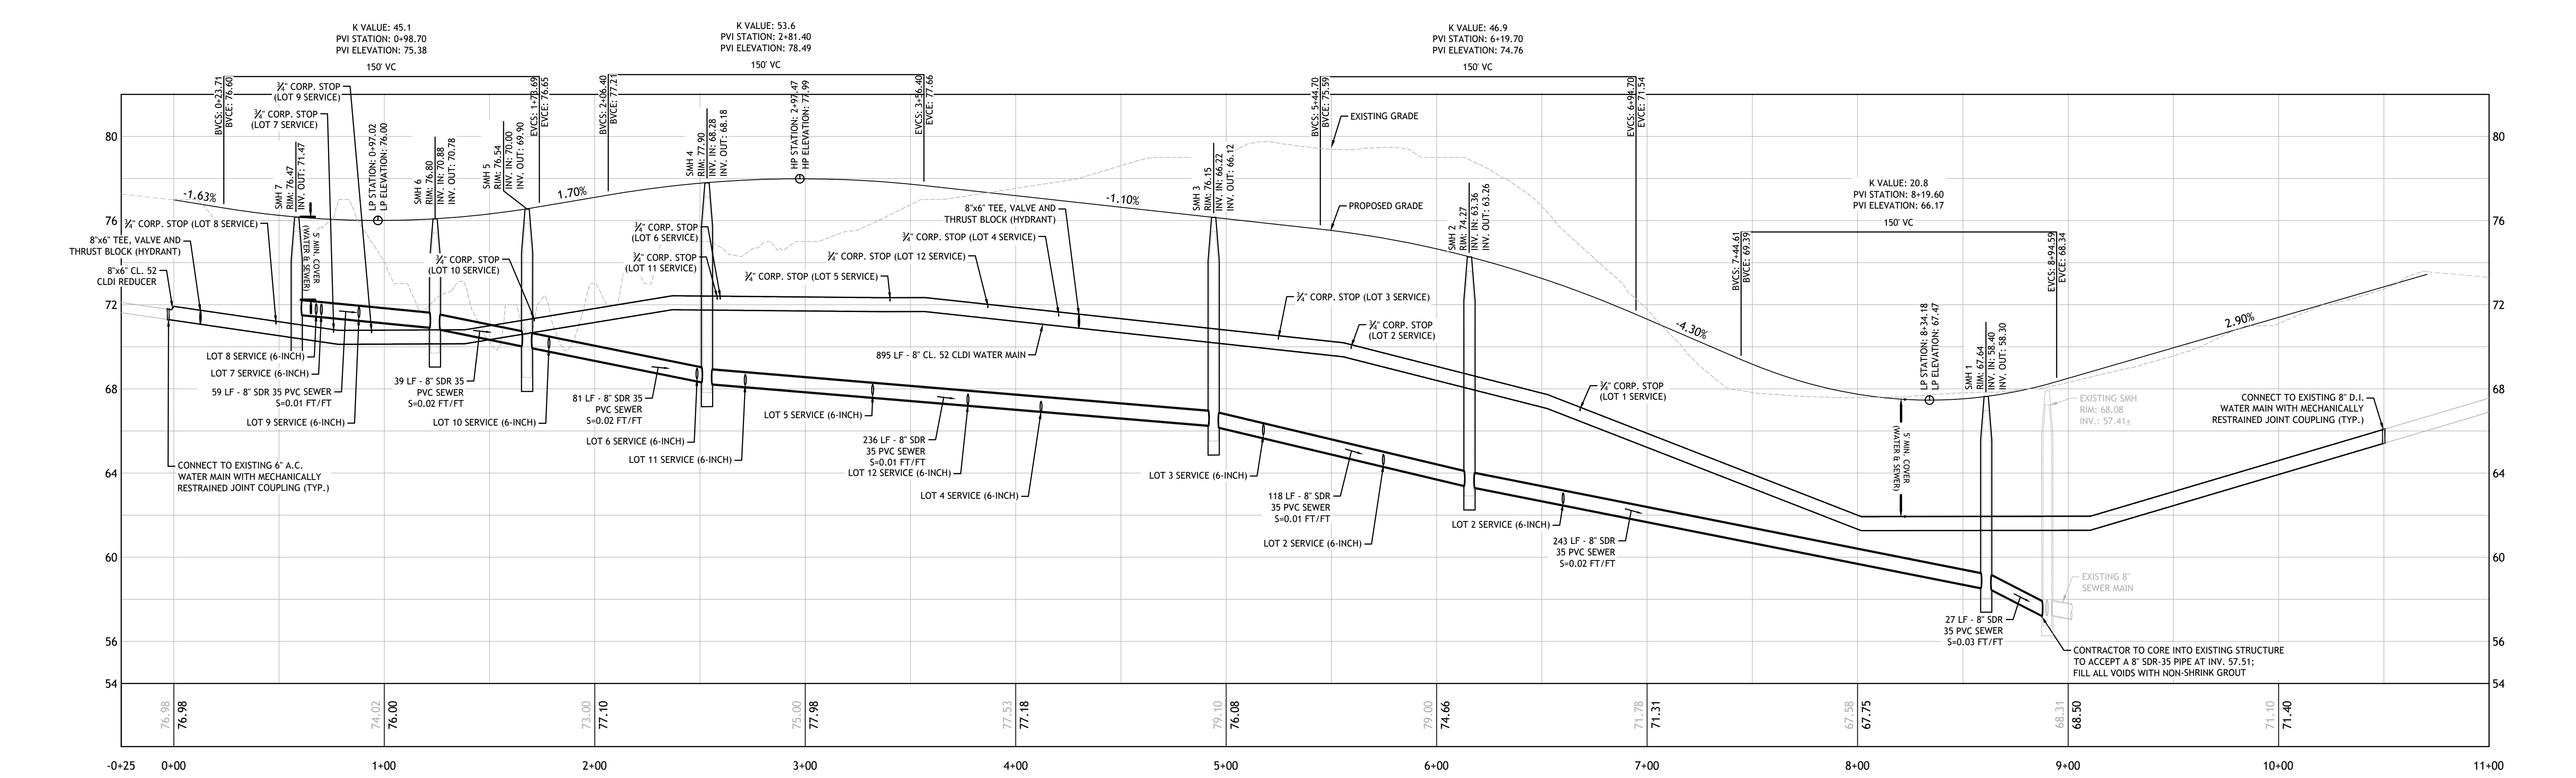 K VALUE: 45.1
PVI STATION: 0+98.70
PVI ELEVATION: 75.38
150' VC
K VALUE: 53.6
PVI STATION: 2+81.40
PVI ELEVATION: 78.49
150' VC
K VALUE: 46.9
PVI STATION: 6+19.70
PVI ELEVATION: 74.76
150' VC
K VALUE: 20.8
PVI STATION: 8+19.60
PVI ELEVATION: 66.17
150' VC
BVCS: 0+23.71
BVCE: 76.60
EVCS: 1+73.69
EVCE: 76.65
BVCS: 2+06.40
BVCE: 77.21
EVCS: 3+56.40
EVCE: 77.66
BVCS: 5+44.70
BVCE: 75.59
EVCS: 6+94.70
EVCE: 71.54
BVCS: 7+44.61
BVCE: 69.39
EVCS: 8+94.59
EVCE: 68.34
¾" CORP. STOP
(LOT 9 SERVICE)
¾" CORP. STOP
(LOT 7 SERVICE)
LP STATION: 0+97.02
LP ELEVATION: 76.00
HP STATION: 2+97.47
HP ELEVATION: 77.99
LP STATION: 8+34.18
LP ELEVATION: 67.47
SMH 7
RIM: 76.47
INV. OUT: 71.47
SMH 6
RIM: 76.80
INV. IN: 70.88
INV. OUT: 70.78
SMH 5
RIM: 76.54
INV. IN: 70.00
INV. OUT: 69.90
SMH 4
RIM: 77.90
INV. IN: 68.28
INV. OUT: 68.18
SMH 3
RIM: 76.15
INV. IN: 66.22
INV. OUT: 66.12
SMH 2
RIM: 74.27
INV. IN: 63.36
INV. OUT: 63.26
SMH 1
RIM: 67.64
INV. IN: 58.40
INV. OUT: 58.30
-1.63%
1.70%
-1.10%
-4.30%
2.90%
EXISTING GRADE
PROPOSED GRADE
¾" CORP. STOP (LOT 8 SERVICE)
8"x6" TEE, VALVE AND
THRUST BLOCK (HYDRANT)
8"x6" CL. 52
CLDI REDUCER
5' MIN. COVER
(WATER & SEWER)
¾" CORP. STOP
(LOT 10 SERVICE)
¾" CORP. STOP
(LOT 6 SERVICE)
¾" CORP. STOP
(LOT 11 SERVICE)
¾" CORP. STOP (LOT 5 SERVICE)
¾" CORP. STOP (LOT 12 SERVICE)
¾" CORP. STOP (LOT 4 SERVICE)
8"x6" TEE, VALVE AND
THRUST BLOCK (HYDRANT)
¾" CORP. STOP (LOT 3 SERVICE)
¾" CORP. STOP
(LOT 2 SERVICE)
¾" CORP. STOP
(LOT 1 SERVICE)
895 LF - 8" CL. 52 CLDI WATER MAIN
LOT 8 SERVICE (6-INCH)
LOT 7 SERVICE (6-INCH)
59 LF - 8" SDR 35 PVC SEWER
S=0.01 FT/FT
LOT 9 SERVICE (6-INCH)
39 LF - 8" SDR 35
PVC SEWER
S=0.02 FT/FT
LOT 10 SERVICE (6-INCH)
81 LF - 8" SDR 35
PVC SEWER
S=0.02 FT/FT
LOT 6 SERVICE (6-INCH)
LOT 11 SERVICE (6-INCH)
LOT 5 SERVICE (6-INCH)
236 LF - 8" SDR
35 PVC SEWER
S=0.01 FT/FT
LOT 12 SERVICE (6-INCH)
LOT 4 SERVICE (6-INCH)
LOT 3 SERVICE (6-INCH)
118 LF - 8" SDR
35 PVC SEWER
S=0.01 FT/FT
LOT 2 SERVICE (6-INCH)
LOT 2 SERVICE (6-INCH)
243 LF - 8" SDR
35 PVC SEWER
S=0.02 FT/FT
5' MIN. COVER
(WATER & SEWER)
EXISTING SMH
RIM: 68.08
INV.: 57.41±
CONNECT TO EXISTING 8" D.I.
WATER MAIN WITH MECHANICALLY
RESTRAINED JOINT COUPLING (TYP.)
CONNECT TO EXISTING 6" A.C.
WATER MAIN WITH MECHANICALLY
RESTRAINED JOINT COUPLING (TYP.)
EXISTING 8"
SEWER MAIN
27 LF - 8" SDR
35 PVC SEWER
S=0.03 FT/FT
CONTRACTOR TO CORE INTO EXISTING STRUCTURE
TO ACCEPT A 8" SDR-35 PIPE AT INV. 57.51;
FILL ALL VOIDS WITH NON-SHRINK GROUT
80
76
72
68
64
60
56
54
80
76
72
68
64
60
56
54
76.98
76.98
74.02
76.00
73.00
77.10
75.00
77.98
77.53
77.18
79.10
76.08
79.00
74.66
71.78
71.31
67.58
67.75
68.31
68.50
71.10
71.40
-0+25
0+00
1+00
2+00
3+00
4+00
5+00
6+00
7+00
8+00
9+00
10+00
11+00